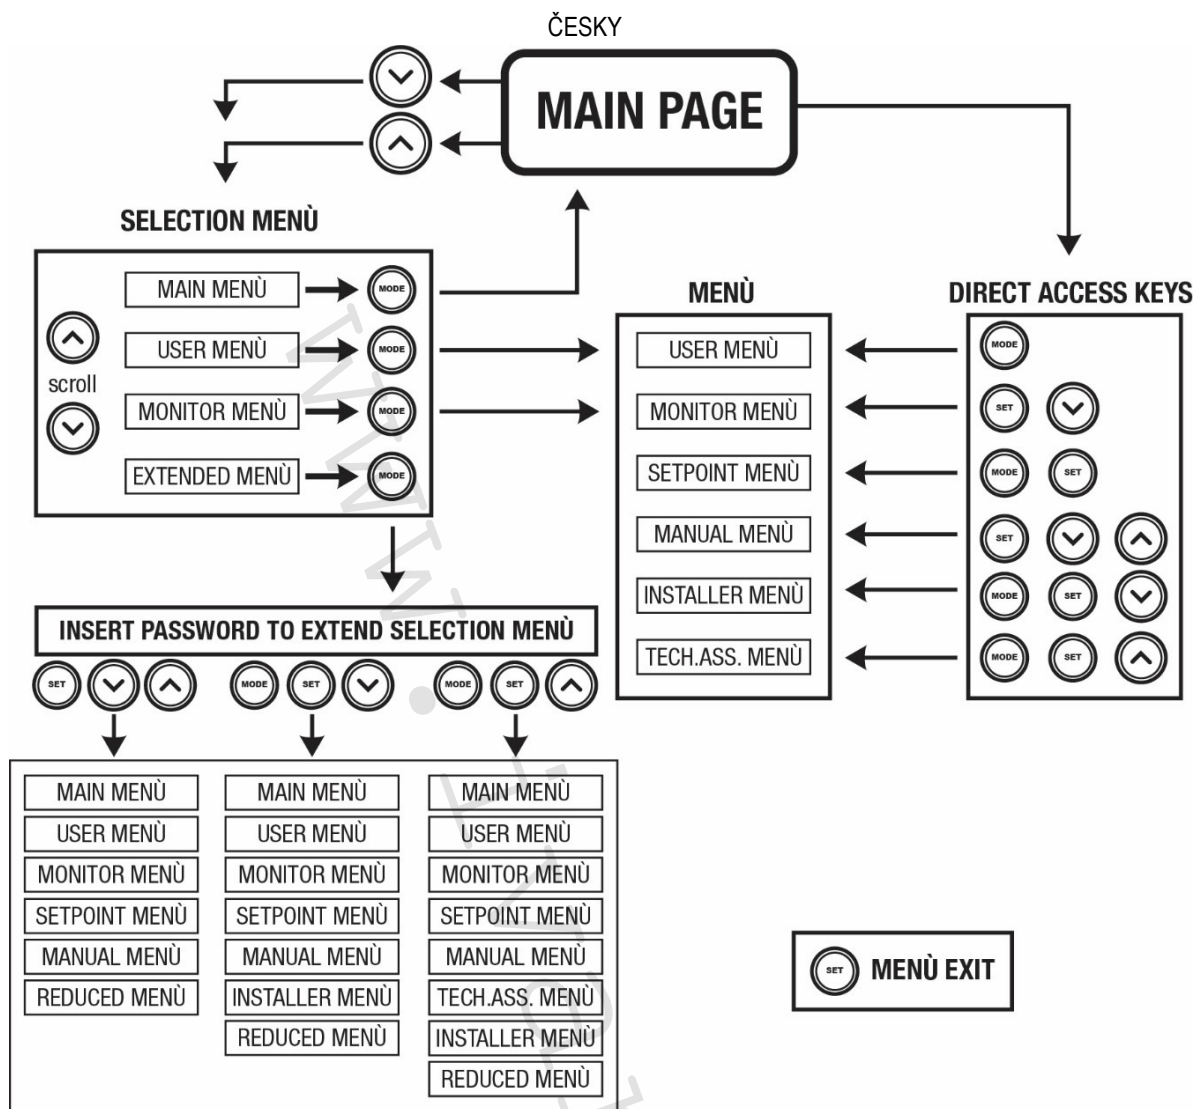 ČESKY
MAIN PAGE
SELECTION MENÙ
MAIN MENÙ
MODE
USER MENÙ
MODE
scroll
MONITOR MENÙ
MODE
EXTENDED MENÙ
MODE
MENÙ
USER MENÙ
MONITOR MENÙ
SETPOINT MENÙ
MANUAL MENÙ
INSTALLER MENÙ
TECH.ASS. MENÙ
DIRECT ACCESS KEYS
MODE
SET
MODE SET
SET
MODE SET
MODE SET
INSERT PASSWORD TO EXTEND SELECTION MENÙ
SET
MODE SET
MODE SET
MAIN MENÙ
USER MENÙ
MONITOR MENÙ
SETPOINT MENÙ
MANUAL MENÙ
REDUCED MENÙ
MAIN MENÙ
USER MENÙ
MONITOR MENÙ
SETPOINT MENÙ
MANUAL MENÙ
INSTALLER MENÙ
REDUCED MENÙ
MAIN MENÙ
USER MENÙ
MONITOR MENÙ
SETPOINT MENÙ
MANUAL MENÙ
TECH.ASS. MENÙ
INSTALLER MENÙ
REDUCED MENÙ
SET MENÙ EXIT